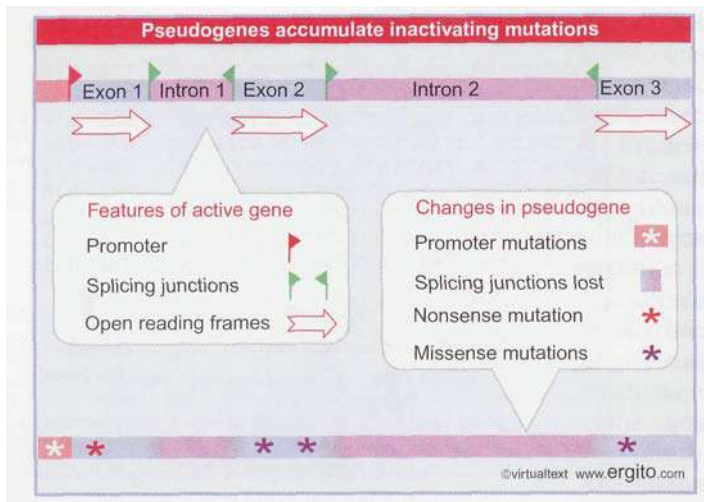 Pseudogenes accumulate inactivating mutations
Exon 1 Intron 1 Exon 2 Intron 2 Exon 3
Features of active gene
Promoter
Splicing junctions
Open reading frames
Changes in pseudogene
Promoter mutations
Splicing junctions lost
Nonsense mutation
Missense mutations
©virtualtext www.ergito.com